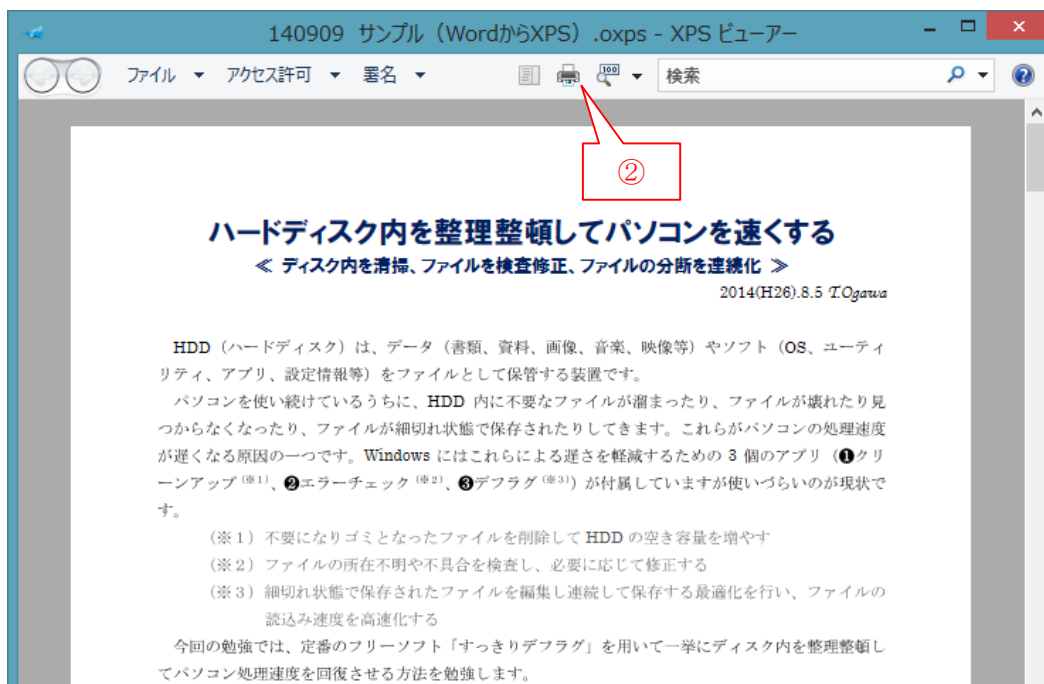 140909 サンプル（WordからXPS）.oxps - XPS ビューアー
ファイル アクセス許可 署名 100 検索
②
ハードディスク内を整理整頓してパソコンを速くする
≪ ディスク内を清掃、ファイルを検査修正、ファイルの分断を連続化 ≫
2014(H26).8.5 T.Ogawa
HDD（ハードディスク）は、データ（書類、資料、画像、音楽、映像等）やソフト（OS、ユーティ
リティ、アプリ、設定情報等）をファイルとして保管する装置です。
パソコンを使い続けているうちに、HDD 内に不要なファイルが溜まったり、ファイルが壊れたり見
つからなくなったり、ファイルが細切れ状態で保存されたりしてきます。これらがパソコンの処理速度
が遅くなる原因の一つです。Windows にはこれらによる遅さを軽減するための 3 個のアプリ（❶クリ
ーンアップ（※1）、❷エラーチェック（※2）、❸デフラグ（※3））が付属していますが使いづらいのが現状で
す。
（※１）不要になりゴミとなったファイルを削除して HDD の空き容量を増やす
（※２）ファイルの所在不明や不具合を検査し、必要に応じて修正する
（※３）細切れ状態で保存されたファイルを編集し連続して保存する最適化を行い、ファイルの
読込み速度を高速化する
今回の勉強では、定番のフリーソフト「すっきりデフラグ」を用いて一挙にディスク内を整理整頓し
てパソコン処理速度を回復させる方法を勉強します。